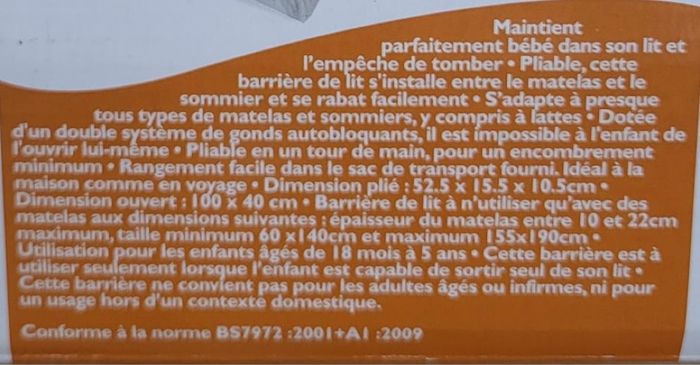 Maintient
parfaitement bébé dans son lit et
l'empêche de tomber • Pliable, cette
barrière de lit s'installe entre le matelas et le
sommier et se rabat facilement • S'adapte à presque
tous types de matelas et sommiers, y compris à lattes • Dotée
d'un double système de gonds autobloquants, il est impossible à l'enfant de
l'ouvrir lui-même • Pliable en un tour de main, pour un encombrement
minimum • Rangement facile dans le sac de transport fourni. Idéal à la
maison comme en voyage • Dimension plié : 52.5 x 15.5 x 10.5cm •
Dimension ouvert : 100 x 40 cm • Barrière de lit à n'utiliser qu'avec des
matelas aux dimensions suivantes : épaisseur du matelas entre 10 et 22cm
maximum, taille minimum 60 x140cm et maximum 155x190cm •
Utilisation pour les enfants âgés de 18 mois à 5 ans • Cette barrière est à
utiliser seulement lorsque l'enfant est capable de sortir seul de son lit •
Cette barrière ne convient pas pour les adultes âgés ou infirmes, ni pour
un usage hors d'un contexte domestique.
Conforme à la norme BS7972 :2001+A1 :2009